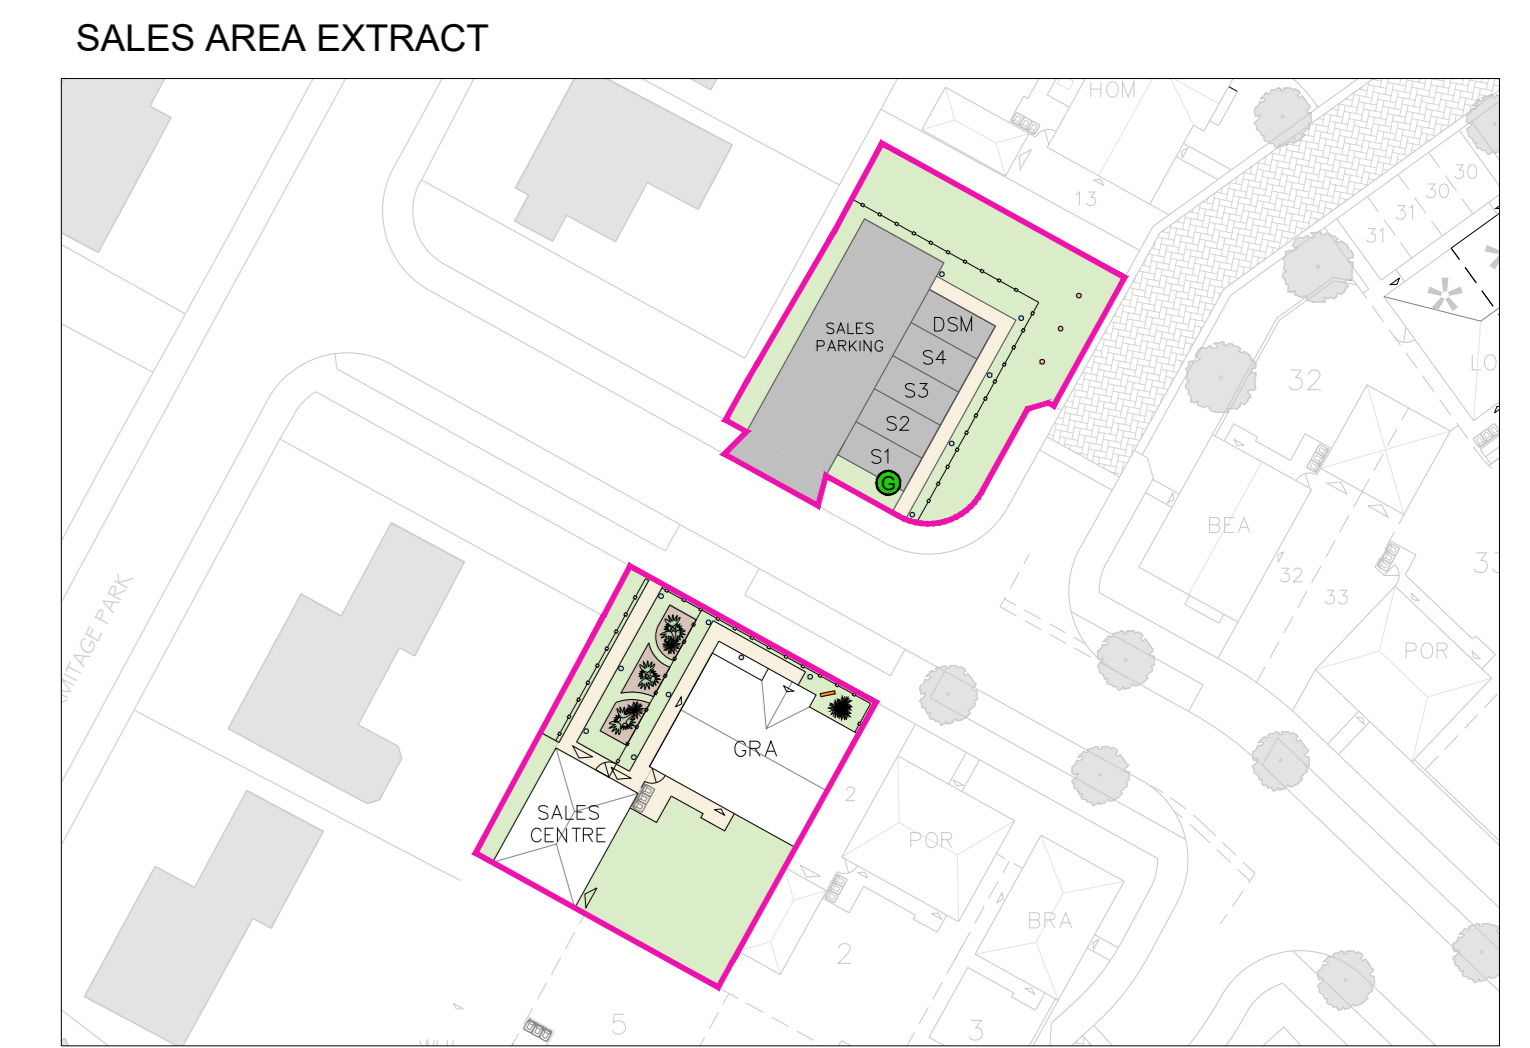 SALES AREA EXTRACT
HOM
13
30
30
31
31
SALES
PARKING
DSM
S4
S3
S2
S1
G
LO
32
BEA
32
33
33
POR
MITAGE PARK
GRA
SALES
CENTRE
2
POR
BRA
2
5
3